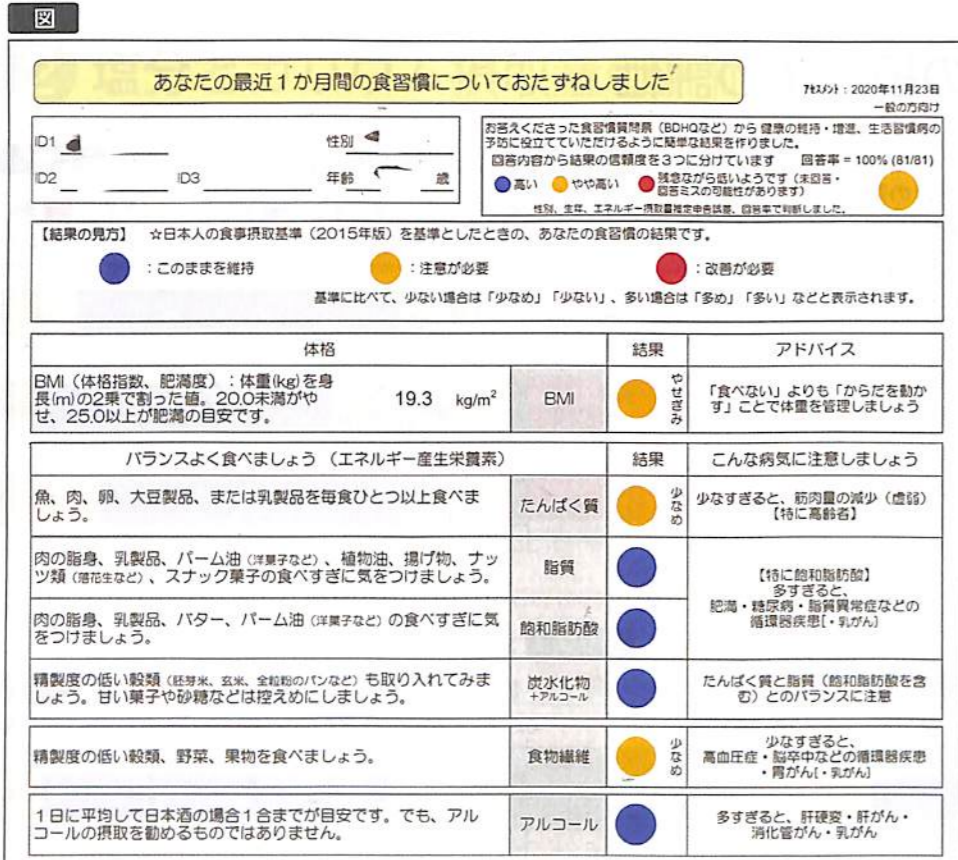 図
あなたの最近1か月間の食習慣についておたずねしました
アセスメント：2020年11月23日
一般の方向け
ID1
性別
ID2
ID3
年齢 歳
お答えくださった食習慣質問票（BDHQなど）から 健康の維持・増進、生活習慣病の
予防に役立てていただけるように簡単な結果を作りました。
回答内容から結果の信頼度を3つに分けています 回答率 = 100% (81/81)
高い やや高い 残念ながら低いようです（未回答・
回答ミスの可能性があります）
性別、生年、エネルギー摂取量推定申告誤差、回答率で判断しました。
【結果の見方】 ☆日本人の食事摂取基準（2015年版）を基準としたときの、あなたの食習慣の結果です。
：このままを維持 ：注意が必要 ：改善が必要
基準に比べて、少ない場合は「少なめ」「少ない」、多い場合は「多め」「多い」などと表示されます。
体格 結果 アドバイス
BMI（体格指数、肥満度）：体重(kg)を身
長(m)の2乗で割った値。20.0未満がや
せ、25.0以上が肥満の目安です。
19.3 kg/m²
BMI
やせぎみ
「食べない」よりも「からだを動か
す」ことで体重を管理しましょう
バランスよく食べましょう （エネルギー産生栄養素） 結果 こんな病気に注意しましょう
魚、肉、卵、大豆製品、または乳製品を毎食ひとつ以上食べま
しょう。
たんぱく質
少なめ
少なすぎると、筋肉量の減少（虚弱）
【特に高齢者】
肉の脂身、乳製品、パーム油（洋菓子など）、植物油、揚げ物、ナッ
ツ類（落花生など）、スナック菓子の食べすぎに気をつけましょう。
脂質
肉の脂身、乳製品、バター、パーム油（洋菓子など）の食べすぎに気
をつけましょう。
飽和脂肪酸
【特に飽和脂肪酸】
多すぎると、
肥満・糖尿病・脂質異常症などの
循環器疾患[・乳がん]
精製度の低い穀類（胚芽米、玄米、全粒粉のパンなど）も取り入れてみま
しょう。甘い菓子や砂糖などは控えめにしましょう。
炭水化物
+アルコール
たんぱく質と脂質（飽和脂肪酸を含
む）とのバランスに注意
精製度の低い穀類、野菜、果物を食べましょう。
食物繊維
少なめ
少なすぎると、
高血圧症・脳卒中などの循環器疾患
・胃がん[・乳がん]
1日に平均して日本酒の場合1合までが目安です。でも、アル
コールの摂取を勧めるものではありません。
アルコール
多すぎると、肝硬変・肝がん・
消化管がん・乳がん